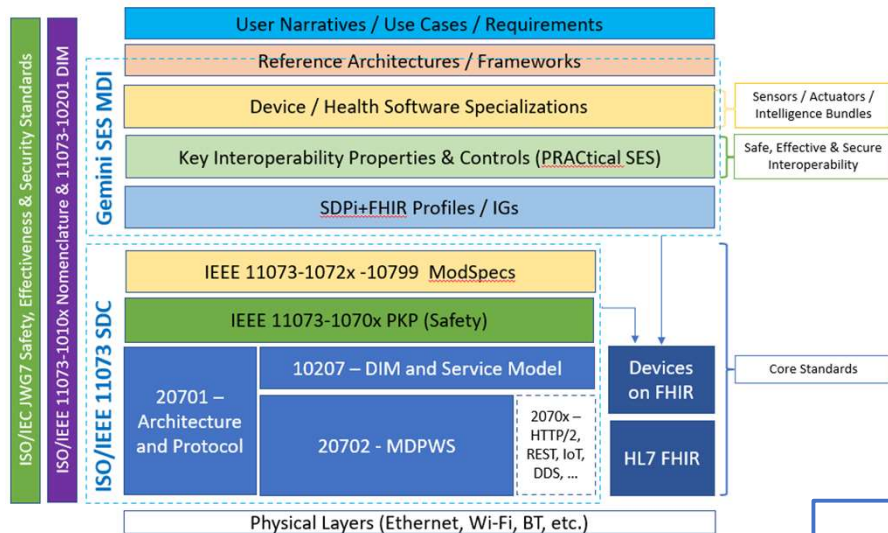 ISO/IEC JWG7 Safety, Effectiveness & Security Standards
ISO/IEEE 11073-1010x Nomenclature & 11073-10201 DIM
User Narratives / Use Cases / Requirements
Gemini SES MDI
Reference Architectures / Frameworks
Device / Health Software Specializations
Sensors / Actuators /
Intelligence Bundles
Key Interoperability Properties & Controls (PRACtical SES)
Safe, Effective & Secure
Interoperability
SDPi+FHIR Profiles / IGs
ISO/IEEE 11073 SDC
IEEE 11073-1072x -10799 ModSpecs
IEEE 11073-1070x PKP (Safety)
20701 –
Architecture
and Protocol
10207 – DIM and Service Model
20702 - MDPWS
2070x –
HTTP/2,
REST, IoT,
DDS, ...
Devices
on FHIR
HL7 FHIR
Core Standards
Physical Layers (Ethernet, Wi-Fi, BT, etc.)